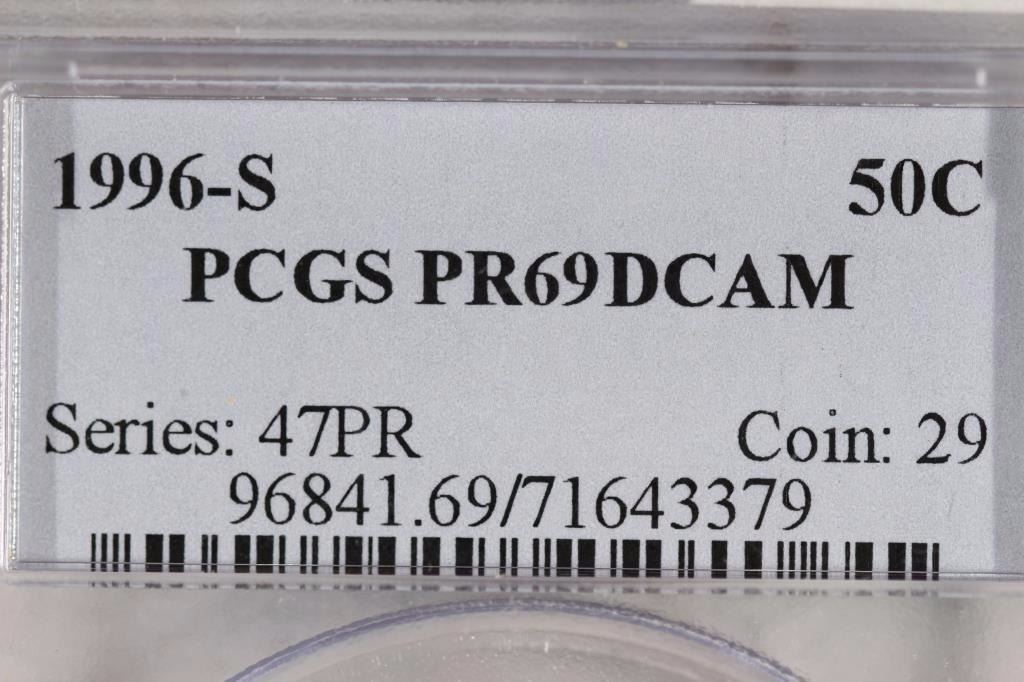 1996-S 50C
PCGS PR69DCAM
Series: 47PR Coin: 29
96841.69/71643379